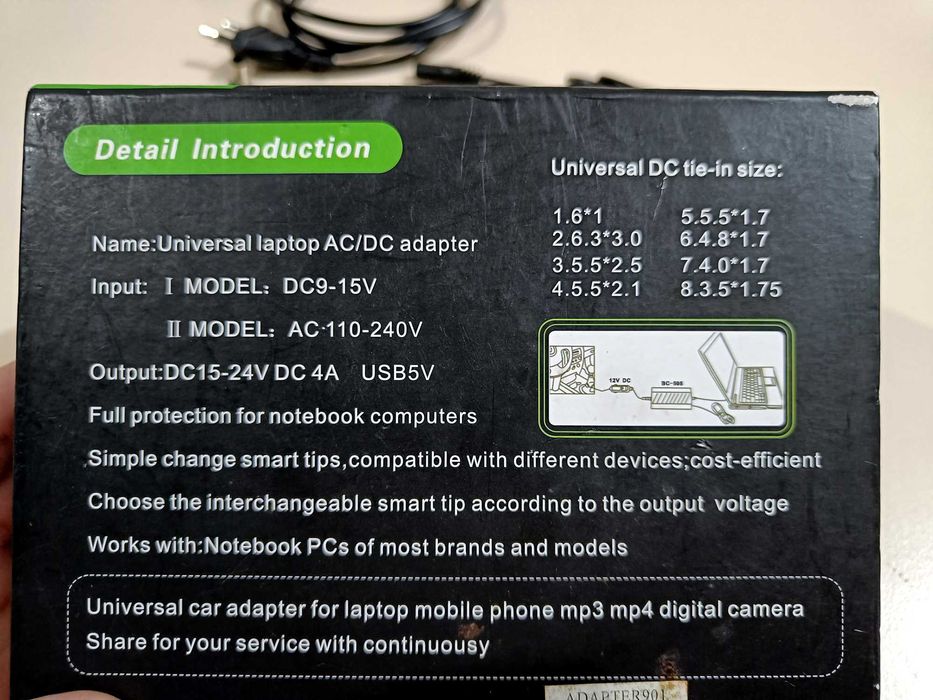 Detail Introduction
Universal DC tie-in size:
1.6*1 5.5.5*1.7
2.6.3*3.0 6.4.8*1.7
3.5.5*2.5 7.4.0*1.7
4.5.5*2.1 8.3.5*1.75
Name:Universal laptop AC/DC adapter
Input: Ⅰ MODEL: DC9-15V
Ⅱ MODEL: AC 110-240V
Output:DC15-24V DC 4A USB5V
12V DC
BC-505
Full protection for notebook computers
Simple change smart tips,compatible with different devices;cost-efficient
Choose the interchangeable smart tip according to the output voltage
Works with:Notebook PCs of most brands and models
Universal car adapter for laptop mobile phone mp3 mp4 digital camera
Share for your service with continuousy
ADAPTER901